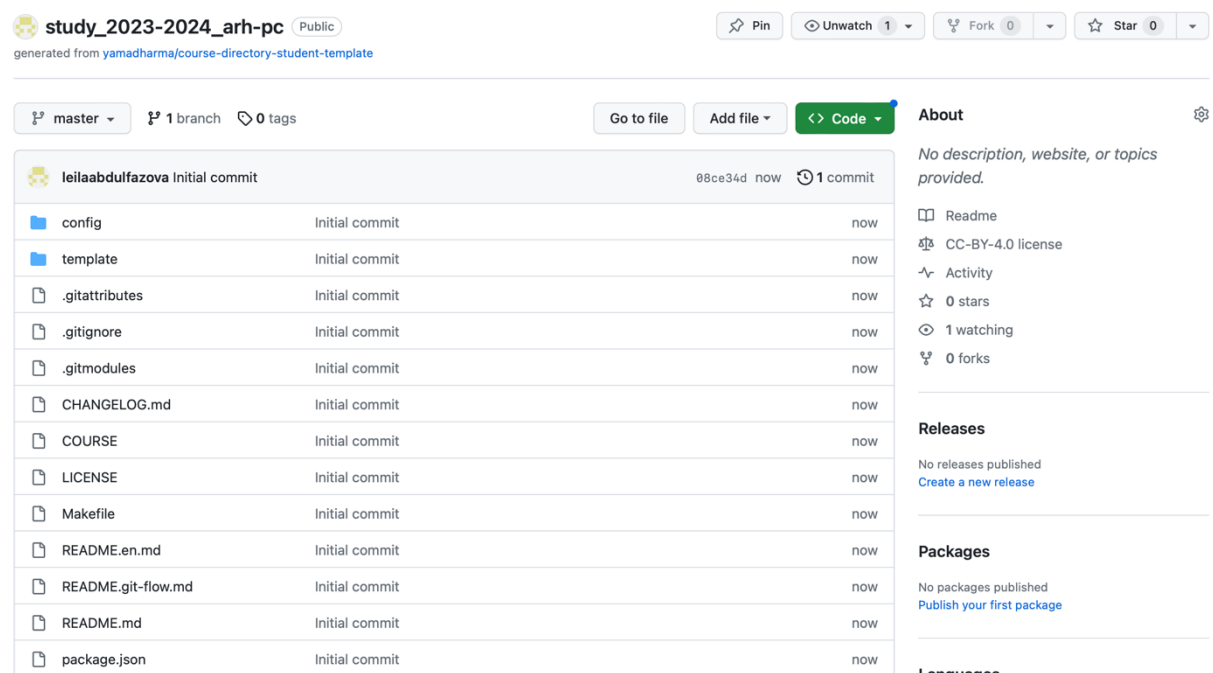 study_2023-2024_arh-pc Public Pin Unwatch 1 Fork 0 Star 0
generated from yamadharma/course-directory-student-template
master 1 branch 0 tags Go to file Add file <> Code
leilaabdulfazova Initial commit 08ce34d now 1 commit
config Initial commit now
template Initial commit now
.gitattributes Initial commit now
.gitignore Initial commit now
.gitmodules Initial commit now
CHANGELOG.md Initial commit now
COURSE Initial commit now
LICENSE Initial commit now
Makefile Initial commit now
README.en.md Initial commit now
README.git-flow.md Initial commit now
README.md Initial commit now
package.json Initial commit now
About
No description, website, or topics
provided.
Readme
CC-BY-4.0 license
Activity
0 stars
1 watching
0 forks
Releases
No releases published
Create a new release
Packages
No packages published
Publish your first package